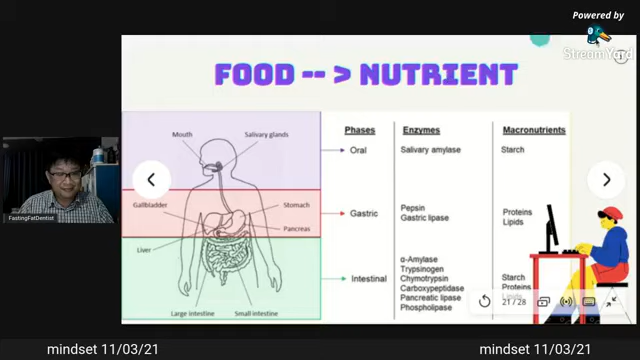 Powered by
StreamYard
FOOD -- > NUTRIENT
Mouth
Salivary glands
Gallbladder
Stomach
Pancreas
Liver
Large intestine
Small intestine
Phases Enzymes Macronutrients
Oral Salivary amylase Starch
Gastric Pepsin Proteins
Gastric lipase Lipids
Intestinal
α-Amylase Starch
Trypsinogen Proteins
Chymotrypsin Lipids
Carboxypeptidase
Pancreatic lipase
Phospholipase
21 / 28
FastingFatDentist
mindset 11/03/21
mindset 11/03/21